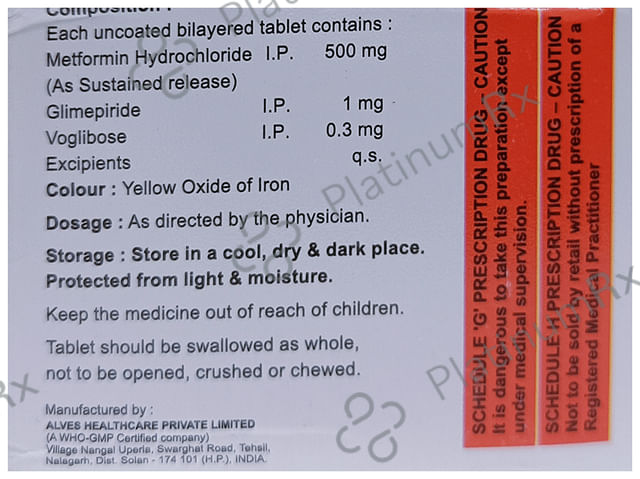 Composition :
Each uncoated bilayered tablet contains :
Metformin Hydrochloride I.P. 500 mg
(As Sustained release)
Glimepiride I.P. 1 mg
Voglibose I.P. 0.3 mg
Excipients q.s.
Colour : Yellow Oxide of Iron
Dosage : As directed by the physician.
Storage : Store in a cool, dry & dark place.
Protected from light & moisture.
Keep the medicine out of reach of children.
Tablet should be swallowed as whole,
not to be opened, crushed or chewed.
Manufactured by :
ALVES HEALTHCARE PRIVATE LIMITED
(A WHO-GMP Certified company)
Village Nangal Uperla, Swarghat Road, Tehsil,
Nalagarh, Dist. Solan - 174 101 (H.P.), INDIA.
SCHEDULE 'G' PRESCRIPTION DRUG – CAUTION
It is dangerous to take this preparation except
under medical supervision.
SCHEDULE H PRESCRIPTION DRUG – CAUTION
Not to be sold by retail without prescription of a
Registered Medical Practitioner
PlatinumRx
PlatinumRx
Rx